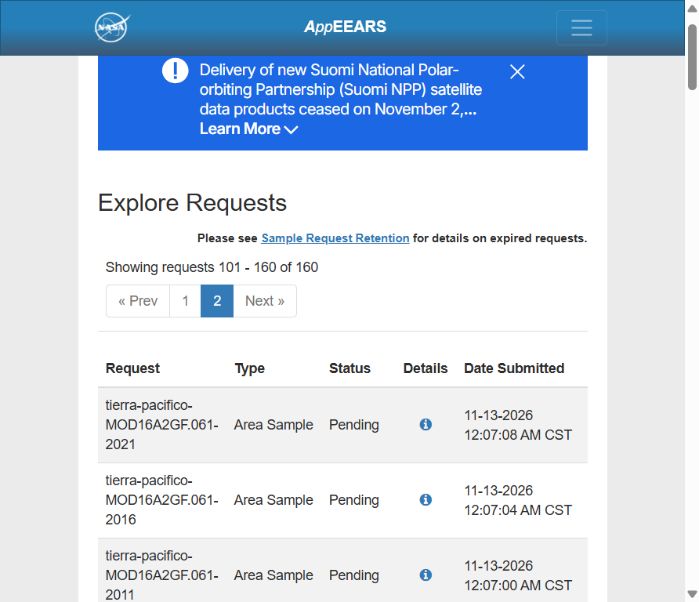 NASA
AppEEARS
Delivery of new Suomi National Polar-
orbiting Partnership (Suomi NPP) satellite
data products ceased on November 2,...
Learn More
Explore Requests
Please see Sample Request Retention for details on expired requests.
Showing requests 101 - 160 of 160
« Prev 1 2 Next »
Request Type Status Details Date Submitted
tierra-pacifico-
MOD16A2GF.061-
2021
Area Sample Pending
11-13-2026
12:07:08 AM CST
tierra-pacifico-
MOD16A2GF.061-
2016
Area Sample Pending
11-13-2026
12:07:04 AM CST
tierra-pacifico-
MOD16A2GF.061-
2011
Area Sample Pending
11-13-2026
12:07:00 AM CST